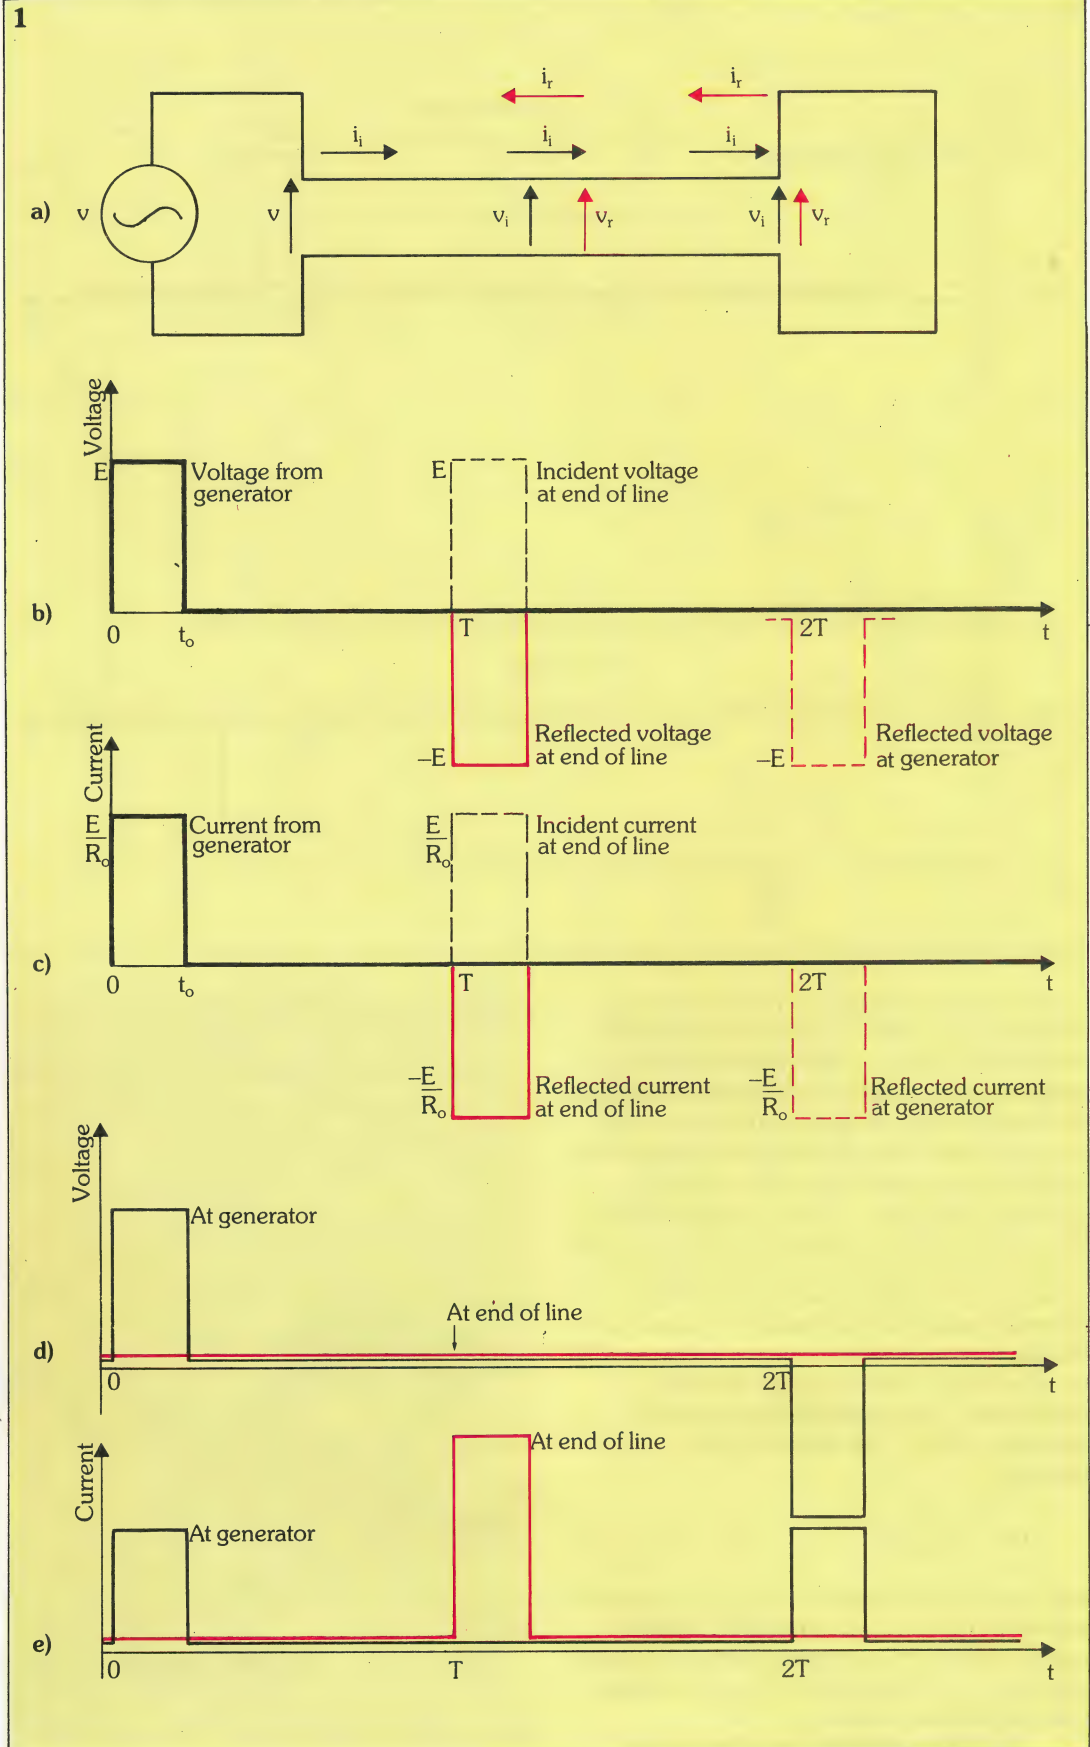 1
i_r i_r
i_i i_i i_i
a) v v v_i v_r v_i v_r
Voltage
E Voltage from
generator
E Incident voltage
at end of line
b)
0 t_o T 2T t
–E Reflected voltage
at end of line
–E Reflected voltage
at generator
Current
E/R_o Current from
generator
E/R_o Incident current
at end of line
c)
0 t_o T 2T t
–E/R_o Reflected current
at end of line
–E/R_o Reflected current
at generator
Voltage
At generator
At end of line
d)
0 2T t
Current
At end of line
At generator
e)
0 T 2T t